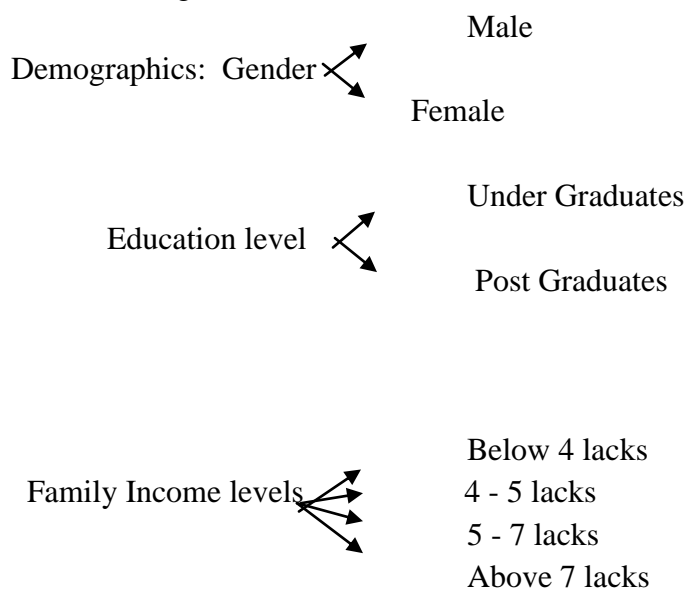 Male
Demographics: Gender
Female
Under Graduates
Education level
Post Graduates
Below 4 lacks
Family Income levels
4 - 5 lacks
5 - 7 lacks
Above 7 lacks